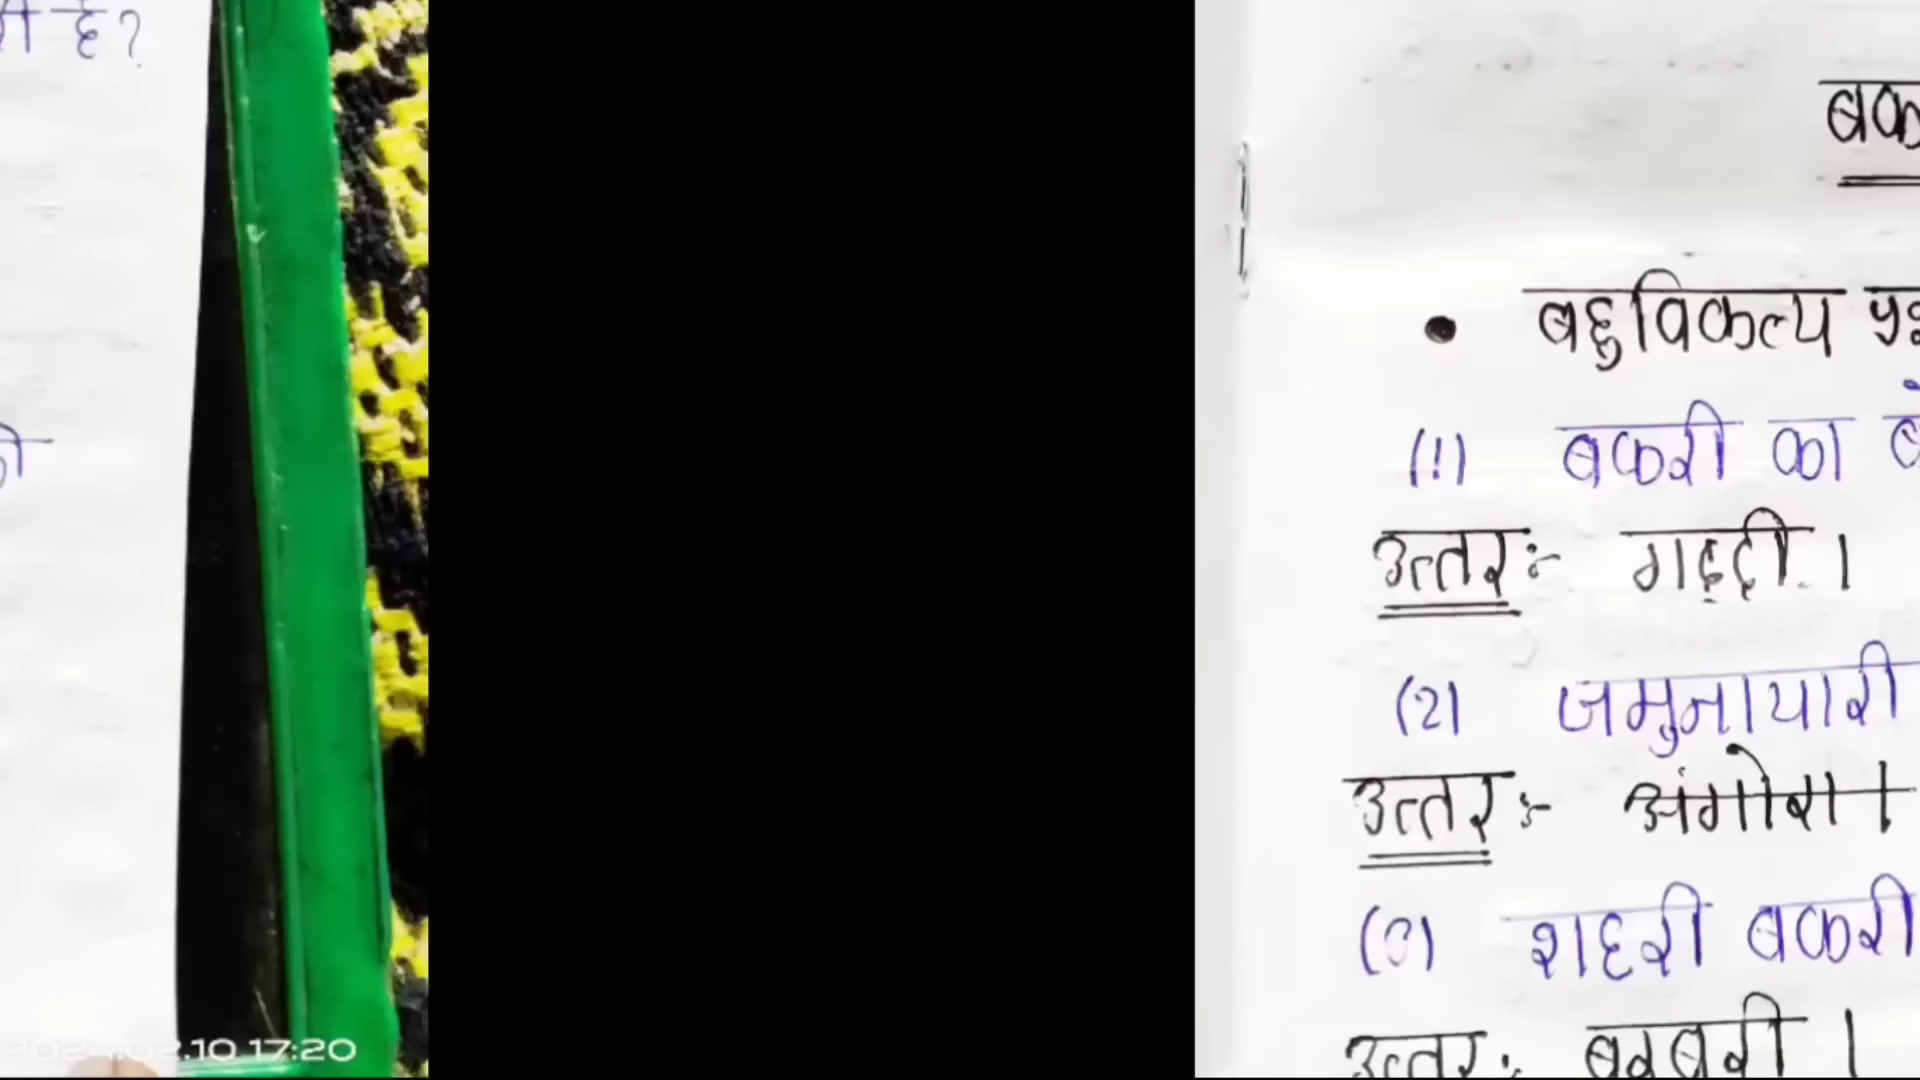 है?
2024.02.10 17:20
बक
• बहुविकल्प प्रश्
(1) बकरी का
उत्तर:- गद्दी।
(2) जमुनापारी
उत्तर:- अंगोरा।
(3) शहरी बकरी
उत्तर:- बरबरी।